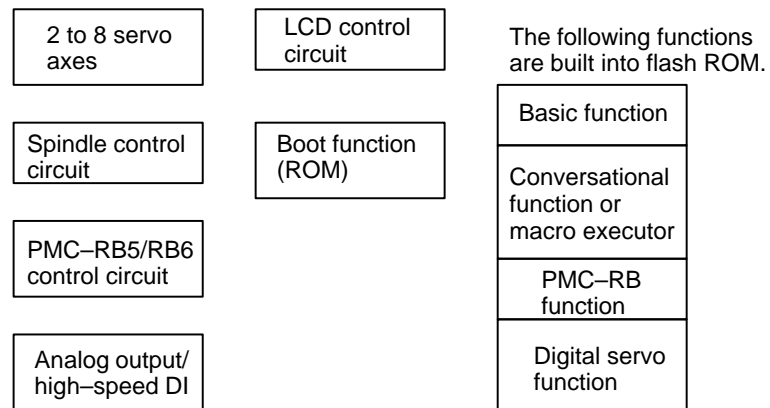 2 to 8 servo
axes
Spindle control
circuit
PMC–RB5/RB6
control circuit
Analog output/
high–speed DI
LCD control
circuit
Boot function
(ROM)
The following functions
are built into flash ROM.
Basic function
Conversational
function or
macro executor
PMC–RB
function
Digital servo
function